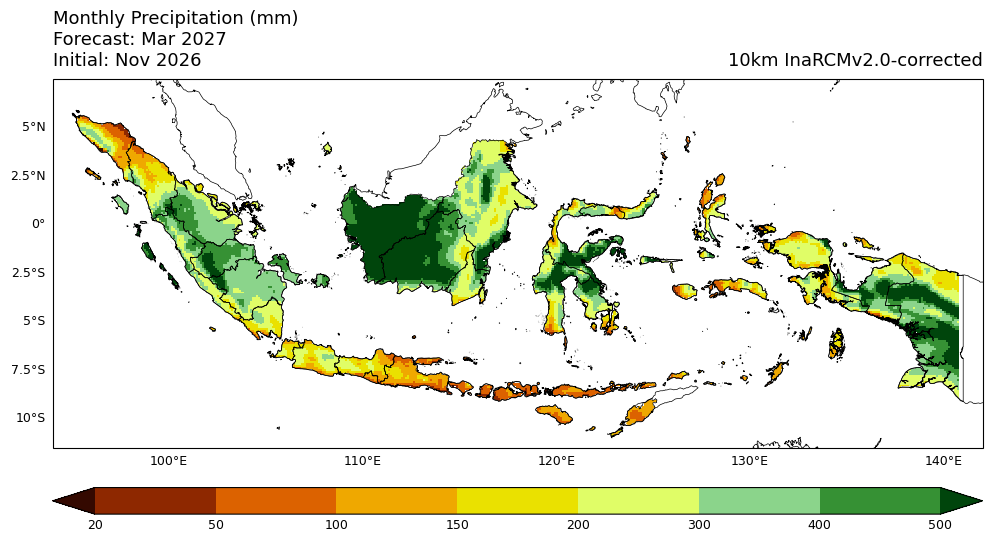 Monthly Precipitation (mm)
Forecast: Mar 2027
Initial: Nov 2026
10km InaRCMv2.0-corrected
5°N
2.5°N
0°
2.5°S
5°S
7.5°S
10°S
100°E 110°E 120°E 130°E 140°E
20 50 100 150 200 300 400 500